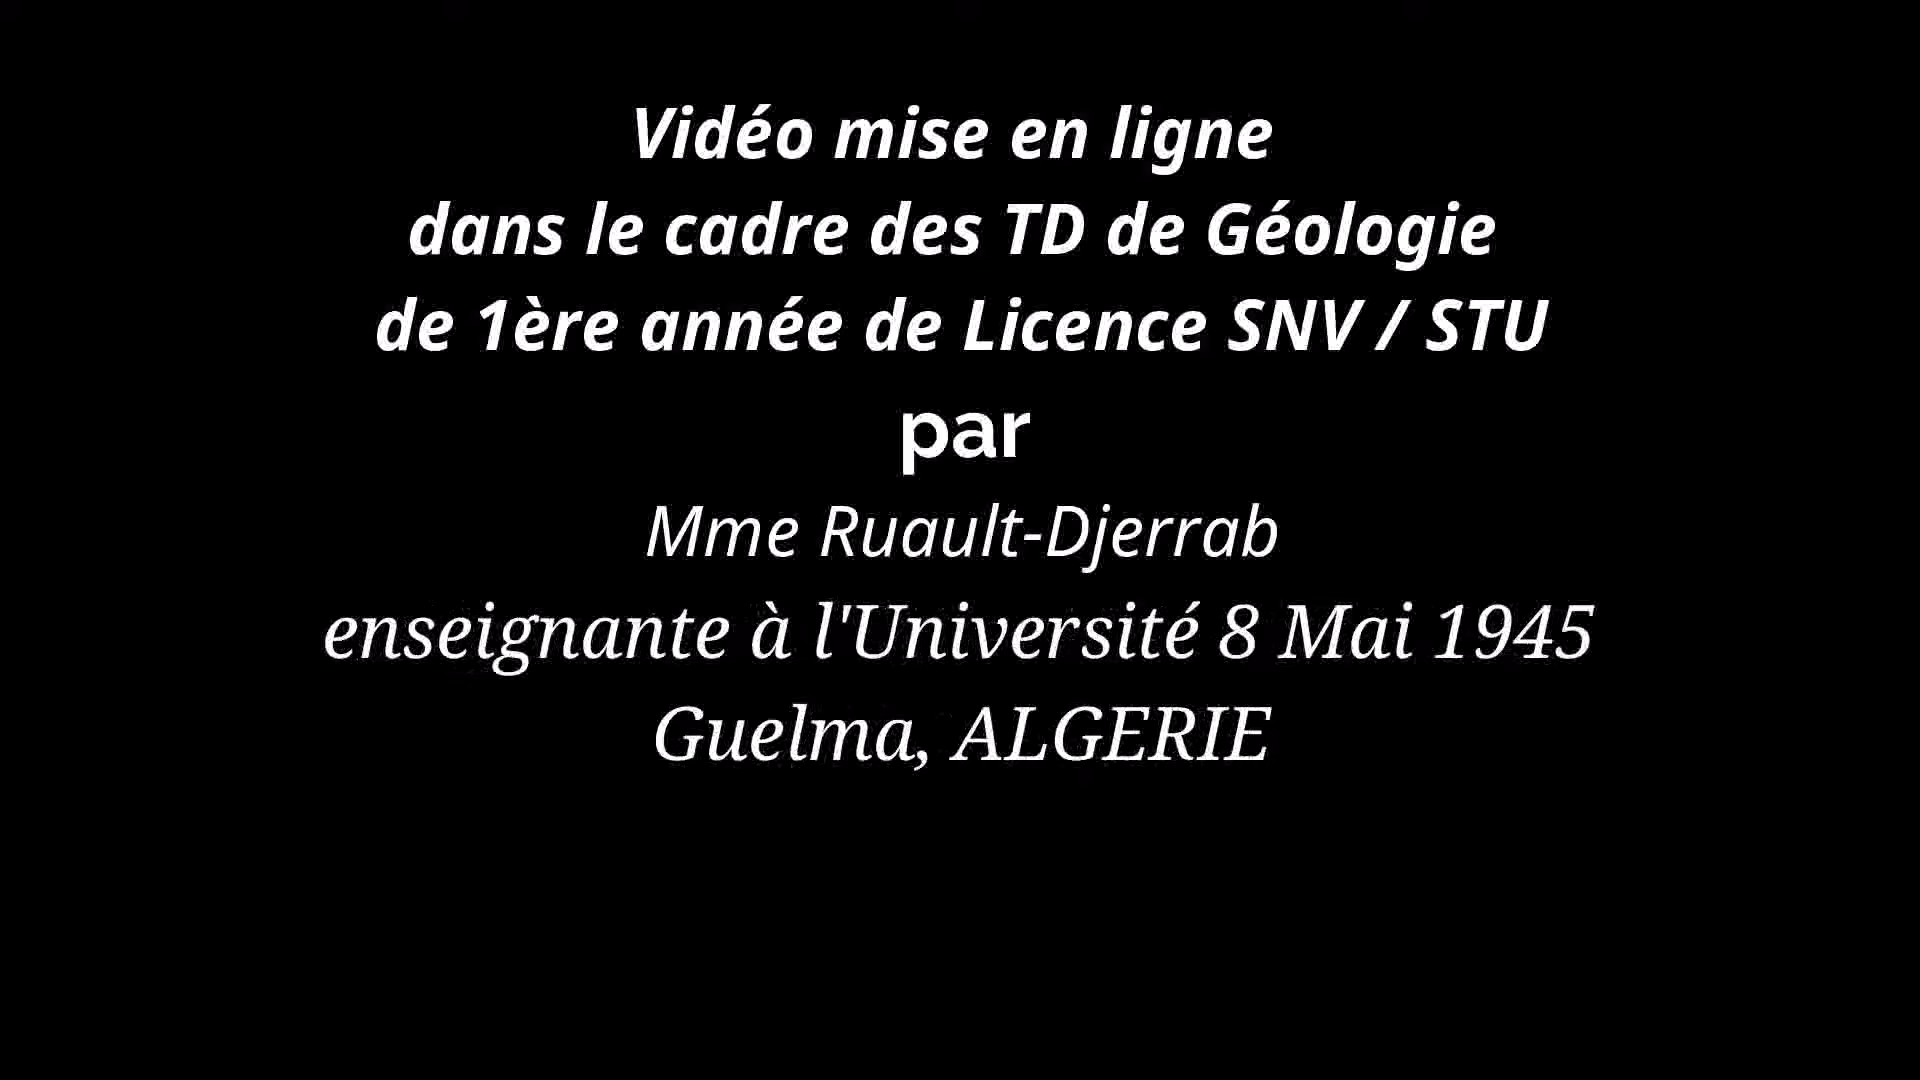 Vidéo mise en ligne
dans le cadre des TD de Géologie
de 1ère année de Licence SNV / STU
par
Mme Ruault-Djerrab
enseignante à l'Université 8 Mai 1945
Guelma, ALGERIE